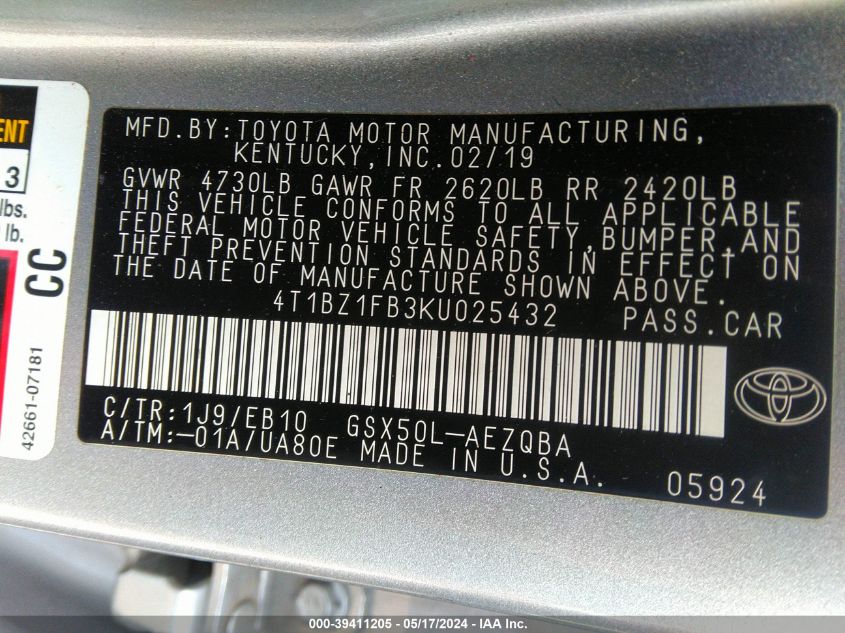 ENT
3
lbs.
lb.
CC
42661-07181
MFD.BY:TOYOTA MOTOR MANUFACTURING,
KENTUCKY,INC.02/19
GVWR 4730LB GAWR FR 2620LB RR 2420LB
THIS VEHICLE CONFORMS TO ALL APPLICABLE
FEDERAL MOTOR VEHICLE SAFETY,BUMPER,AND
THEFT PREVENTION STANDARDS IN EFFECT ON
THE DATE OF MANUFACTURE SHOWN ABOVE.
4T1BZ1FB3KU025432 PASS.CAR
C/TR:1J9/EB10 GSX50L-AEZQBA
A/TM:-01A/UA80E MADE IN U.S.A.
05924
000-39411205 - 05/17/2024 - IAA Inc.